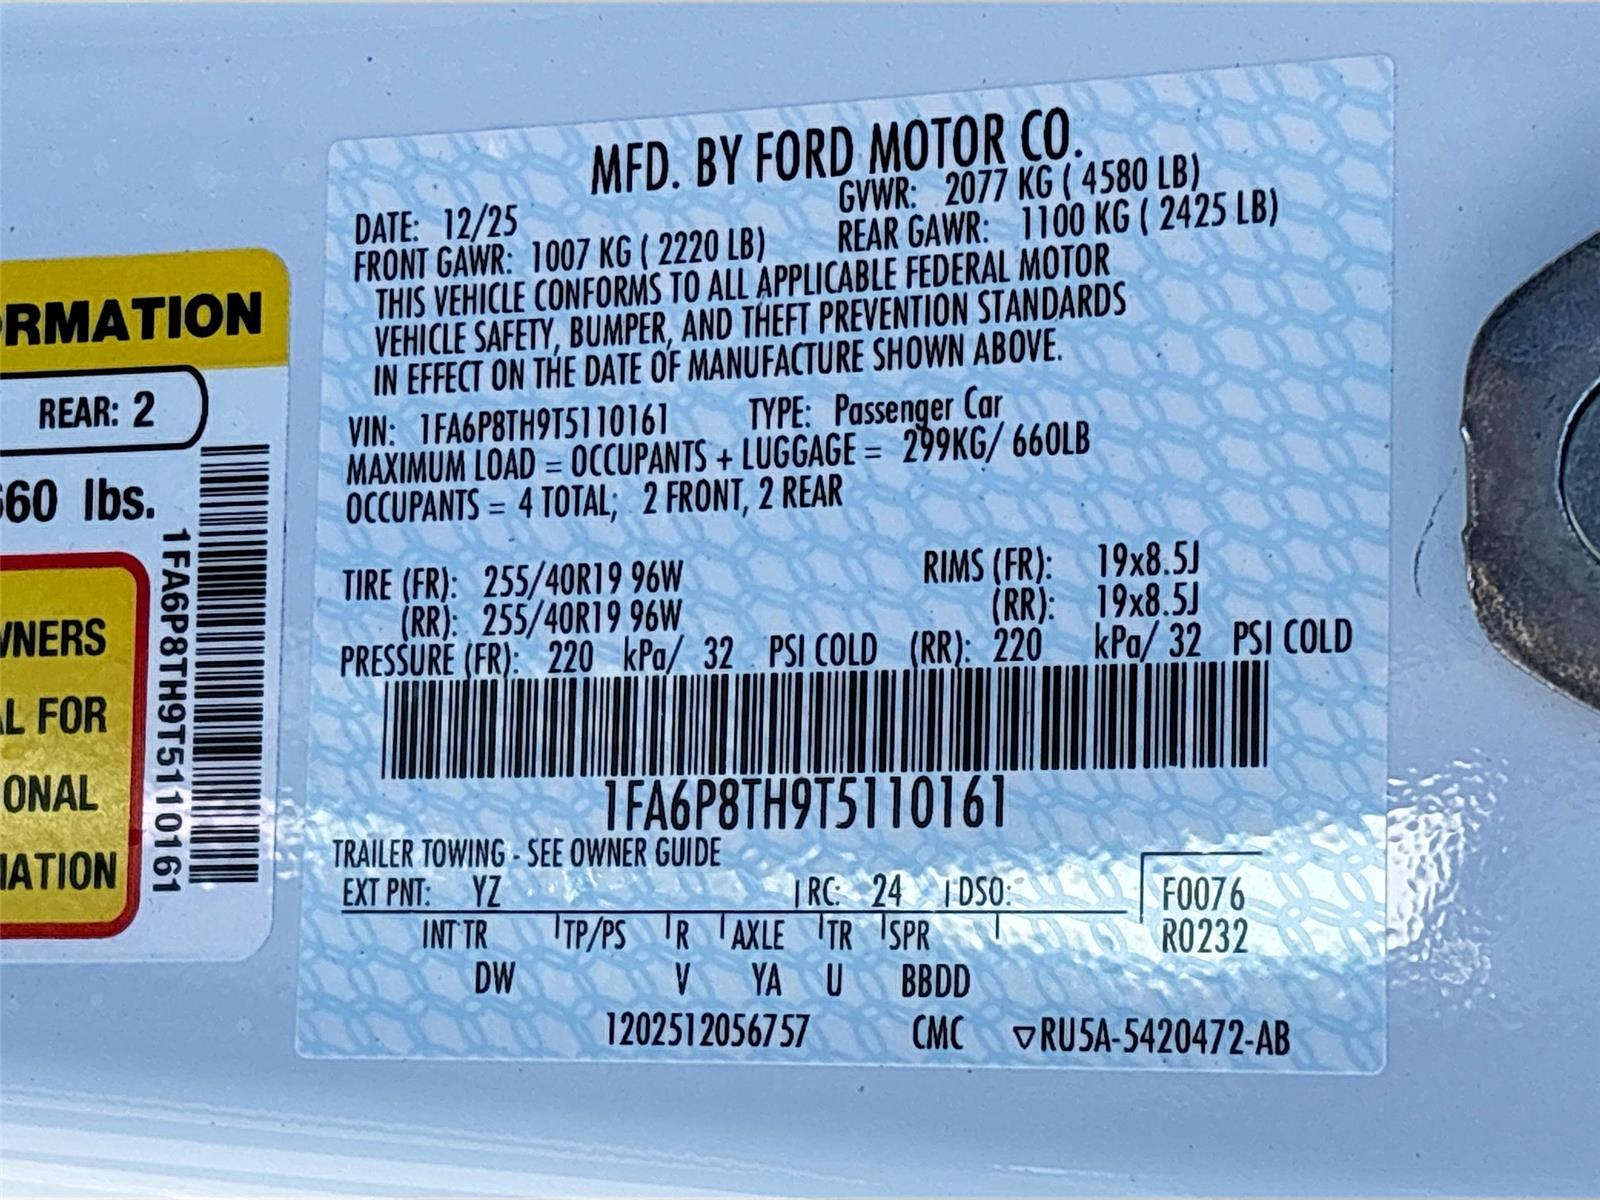 MFD. BY FORD MOTOR CO.
DATE: 12/25 GVWR: 2077 KG ( 4580 LB)
FRONT GAWR: 1007 KG ( 2220 LB) REAR GAWR: 1100 KG ( 2425 LB)
THIS VEHICLE CONFORMS TO ALL APPLICABLE FEDERAL MOTOR
VEHICLE SAFETY, BUMPER, AND THEFT PREVENTION STANDARDS
IN EFFECT ON THE DATE OF MANUFACTURE SHOWN ABOVE.
VIN: 1FA6P8TH9T5110161 TYPE: Passenger Car
MAXIMUM LOAD = OCCUPANTS + LUGGAGE = 299KG/ 660LB
OCCUPANTS = 4 TOTAL; 2 FRONT, 2 REAR
TIRE (FR): 255/40R19 96W RIMS (FR): 19x8.5J
(RR): 255/40R19 96W (RR): 19x8.5J
PRESSURE (FR): 220 kPa/ 32 PSI COLD (RR): 220 kPa/ 32 PSI COLD
1FA6P8TH9T5110161
TRAILER TOWING - SEE OWNER GUIDE
EXT PNT: YZ RC: 24 DSO: F0076
INT TR TP/PS R AXLE TR SPR R0232
DW V YA U BBDD
1202512056757 CMC ▽RU5A-5420472-AB
ORMATION
REAR: 2
660 lbs.
WNERS
AL FOR
ONAL
MATION
1FA6P8TH9T5110161